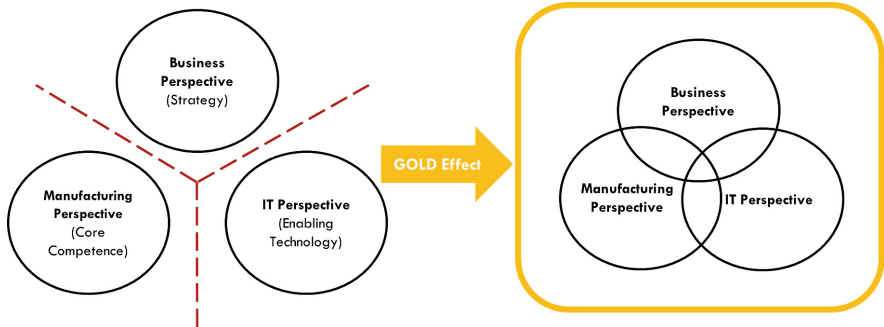 Business
Perspective
(Strategy)
Manufacturing
Perspective
(Core
Competence)
IT Perspective
(Enabling
Technology)
GOLD Effect
Business
Perspective
Manufacturing
Perspective
IT Perspective